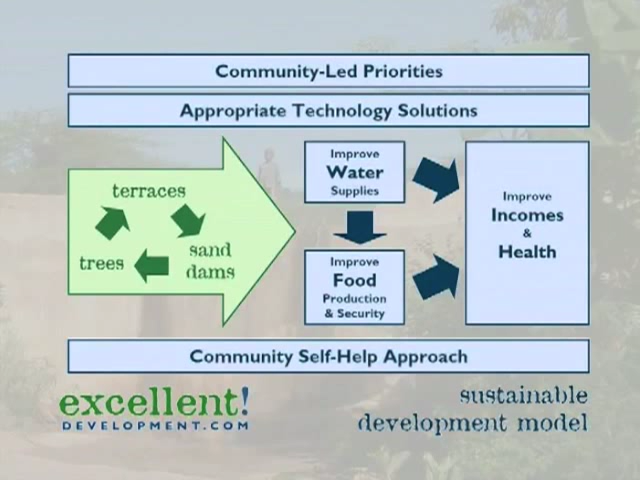 Community-Led Priorities
Appropriate Technology Solutions
terraces
sand
dams
trees
Improve
Water
Supplies
Improve
Food
Production
& Security
Improve
Incomes
&
Health
Community Self-Help Approach
excellent!
DEVELOPMENT.COM
sustainable
development model